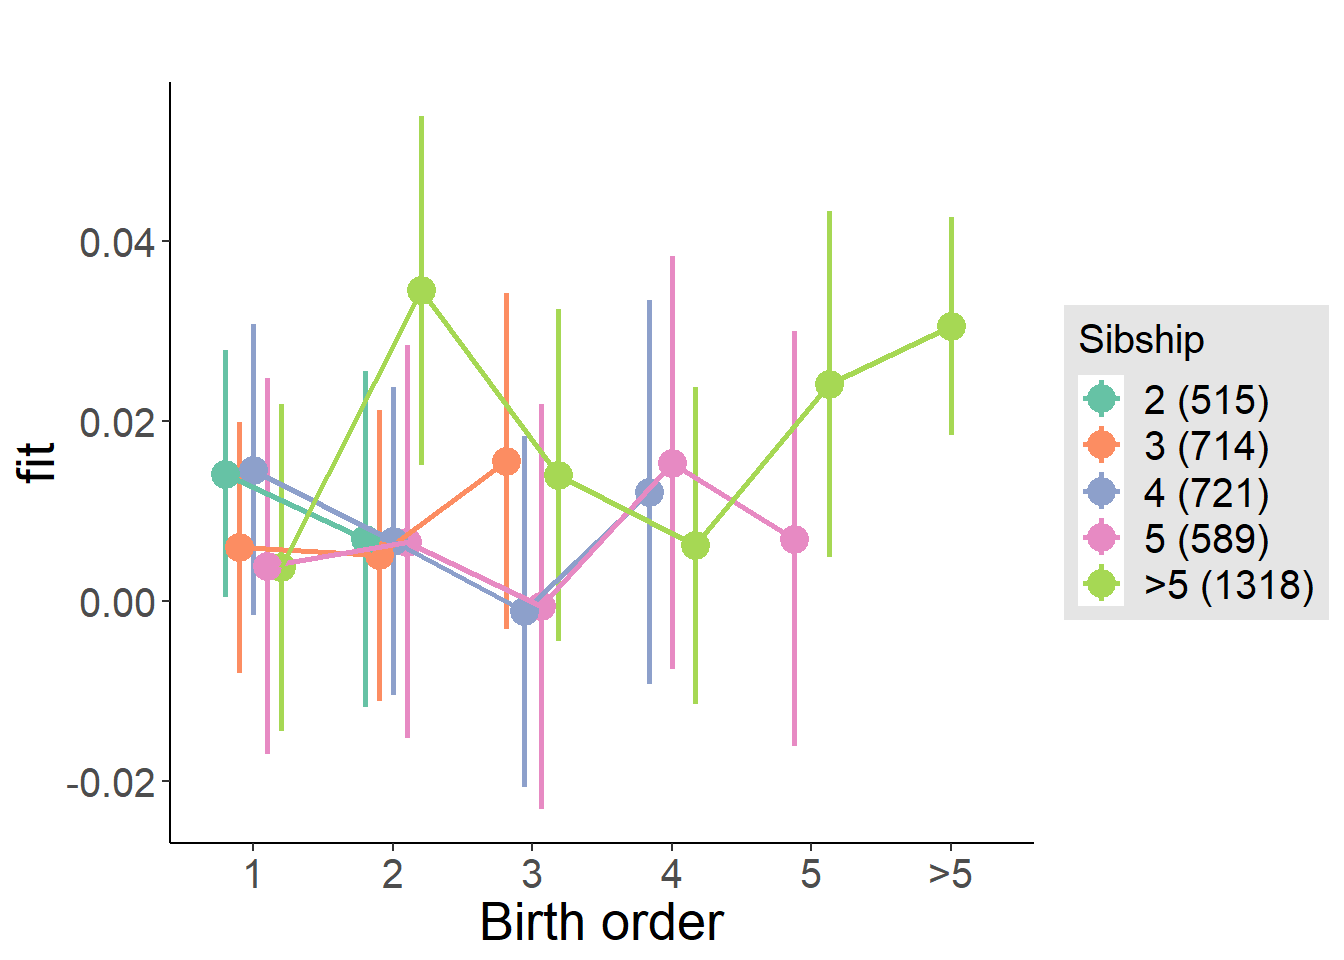 fit
0.04
0.02
0.00
-0.02
1 2 3 4 5 >5
Birth order
Sibship
2 (515)
3 (714)
4 (721)
5 (589)
>5 (1318)